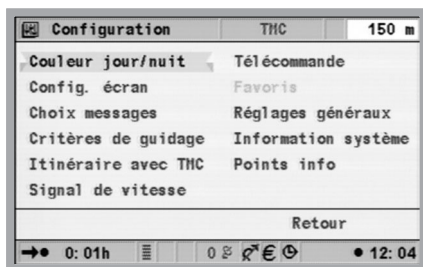 Configuration TMC 150 m
Couleur jour/nuit Télécommande
Config. écran Favoris
Choix messages Réglages généraux
Critères de guidage Information système
Itinéraire avec TMC Points info
Signal de vitesse
Retour
0:01h 0 € 12:04